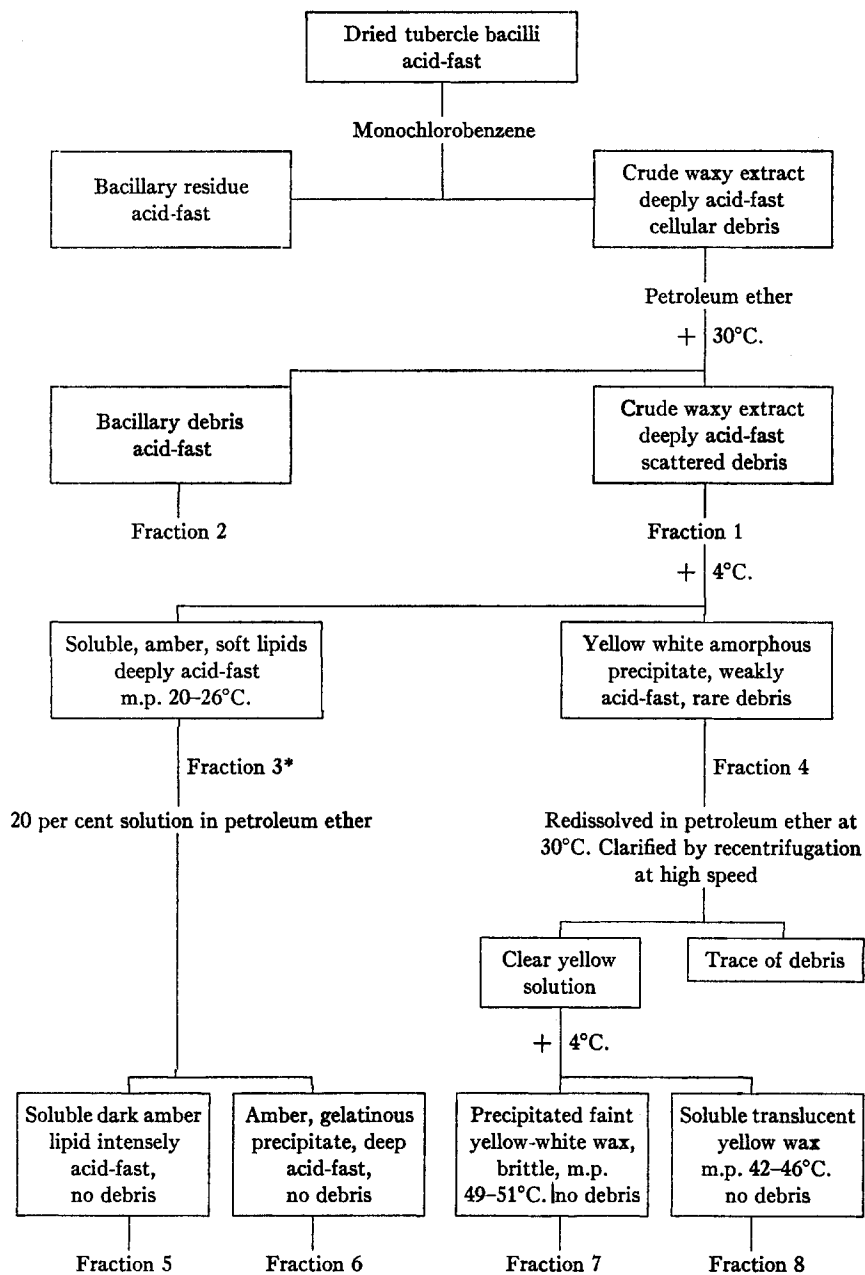 Dried tubercle bacilli
acid-fast
Monochlorobenzene
Bacillary residue
acid-fast
Crude waxy extract
deeply acid-fast
cellular debris
Petroleum ether
+ 30°C.
Bacillary debris
acid-fast
Crude waxy extract
deeply acid-fast
scattered debris
Fraction 2
Fraction 1
+ 4°C.
Soluble, amber, soft lipids
deeply acid-fast
m.p. 20–26°C.
Yellow white amorphous
precipitate, weakly
acid-fast, rare debris
Fraction 3*
Fraction 4
20 per cent solution in petroleum ether
Redissolved in petroleum ether at
30°C. Clarified by recentrifugation
at high speed
Clear yellow
solution
Trace of debris
+ 4°C.
Soluble dark amber
lipid intensely
acid-fast,
no debris
Amber, gelatinous
precipitate, deep
acid-fast,
no debris
Precipitated faint
yellow-white wax,
brittle, m.p.
49–51°C. no debris
Soluble translucent
yellow wax
m.p. 42–46°C.
no debris
Fraction 5
Fraction 6
Fraction 7
Fraction 8